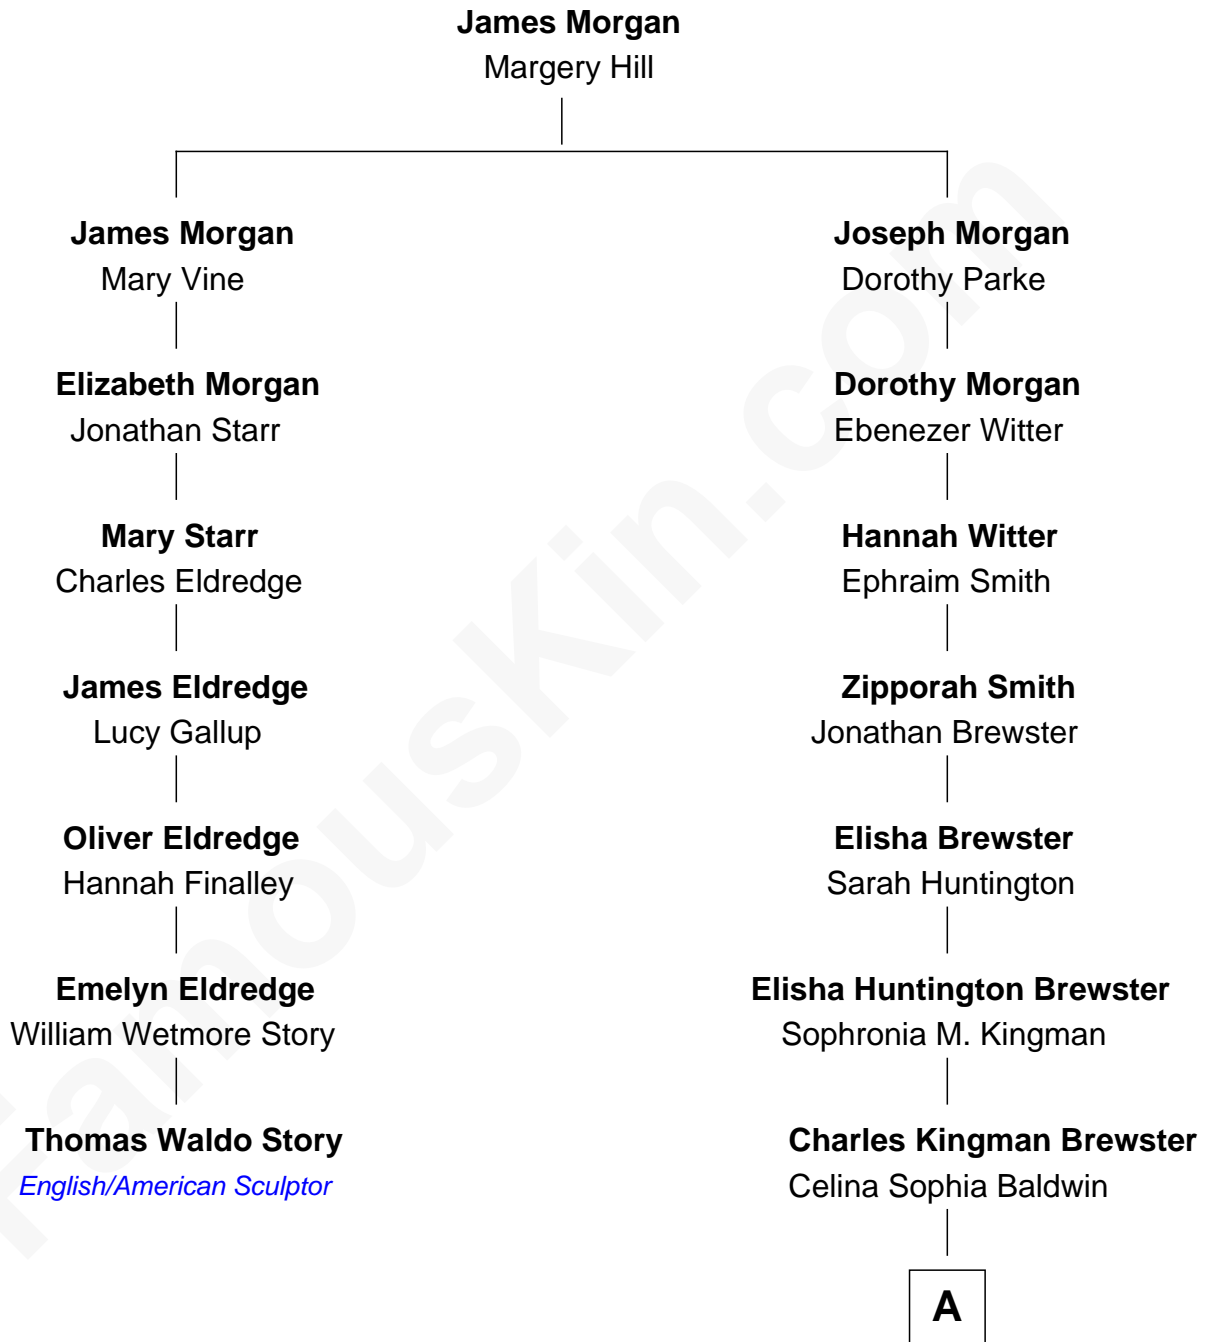 James Morgan
Margery Hill
James Morgan
Mary Vine
Elizabeth Morgan
Jonathan Starr
Mary Starr
Charles Eldredge
James Eldredge
Lucy Gallup
Oliver Eldredge
Hannah Finalley
Emelyn Eldredge
William Wetmore Story
Thomas Waldo Story
English/American Sculptor
Joseph Morgan
Dorothy Parke
Dorothy Morgan
Ebenezer Witter
Hannah Witter
Ephraim Smith
Zipporah Smith
Jonathan Brewster
Elisha Brewster
Sarah Huntington
Elisha Huntington Brewster
Sophronia M. Kingman
Charles Kingman Brewster
Celina Sophia Baldwin
A
FamousKin.com